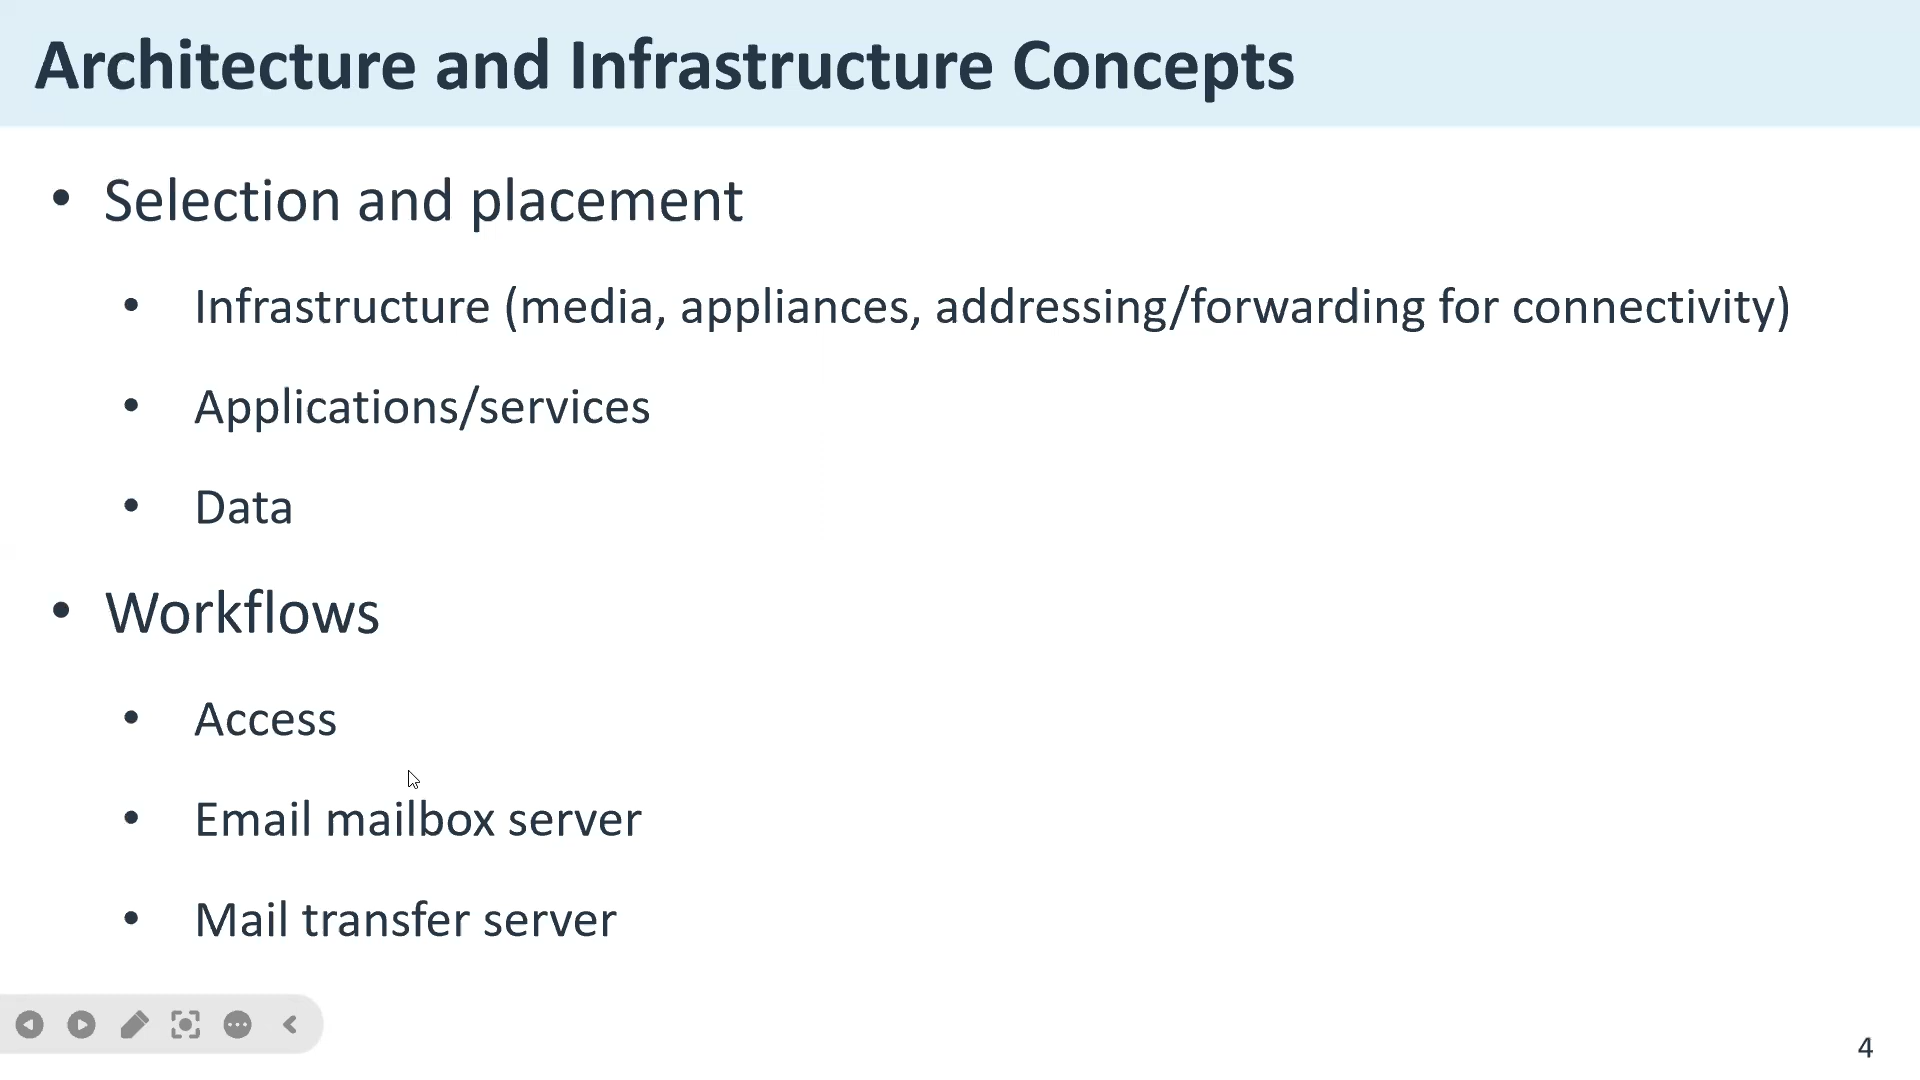 Architecture and Infrastructure Concepts
• Selection and placement
• Infrastructure (media, appliances, addressing/forwarding for connectivity)
• Applications/services
• Data
• Workflows
• Access
• Email mailbox server
• Mail transfer server
4